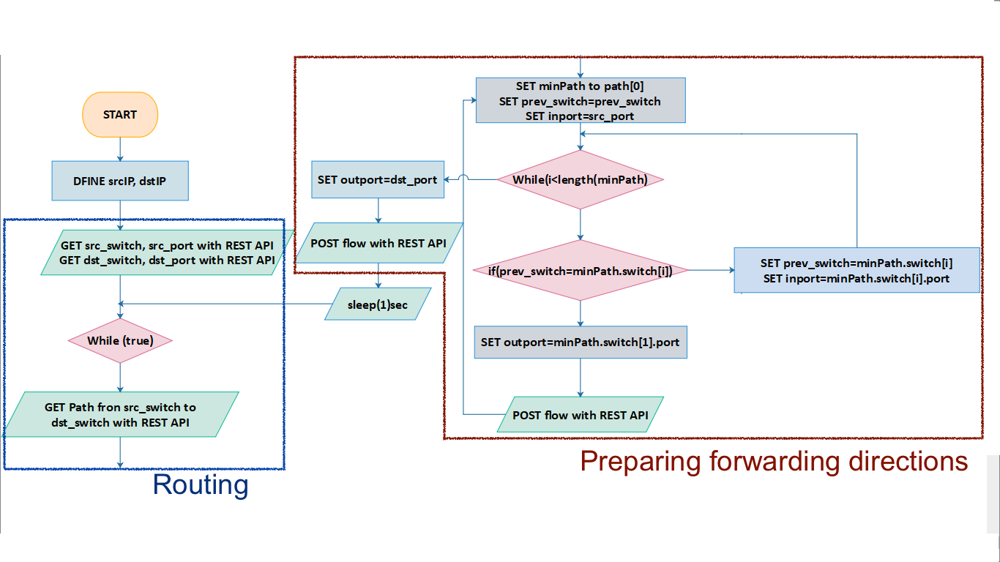 START
DFINE srcIP, dstIP
GET src_switch, src_port with REST API
GET dst_switch, dst_port with REST API
While (true)
GET Path fron src_switch to
dst_switch with REST API
Routing
SET minPath to path[0]
SET prev_switch=prev_switch
SET inport=src_port
While(i<length(minPath)
SET outport=dst_port
POST flow with REST API
sleep(1)sec
if(prev_switch=minPath.switch[i])
SET prev_switch=minPath.switch[i]
SET inport=minPath.switch[i].port
SET outport=minPath.switch[1].port
POST flow with REST API
Preparing forwarding directions